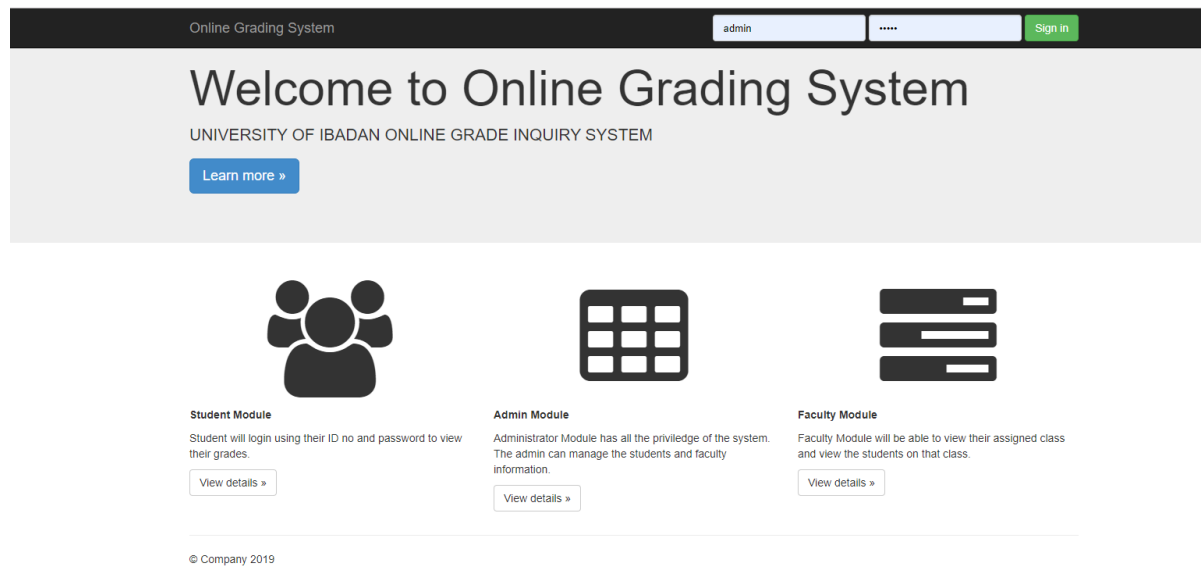 Online Grading System
admin
•••••
Sign in
Welcome to Online Grading System
UNIVERSITY OF IBADAN ONLINE GRADE INQUIRY SYSTEM
Learn more »
Student Module
Student will login using their ID no and password to view
their grades.
View details »
Admin Module
Administrator Module has all the priviledge of the system.
The admin can manage the students and faculty
information.
View details »
Faculty Module
Faculty Module will be able to view their assigned class
and view the students on that class.
View details »
© Company 2019